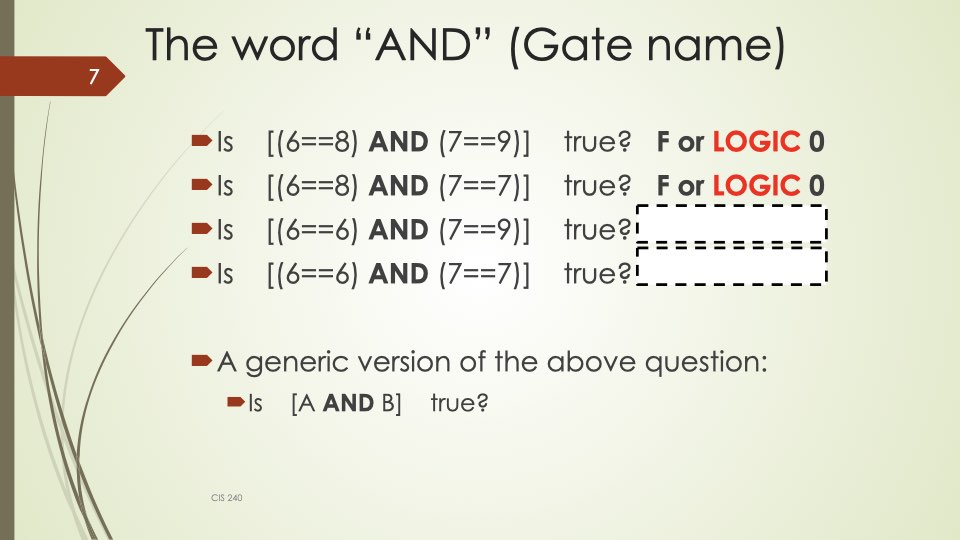 The word “AND” (Gate name)
7
Is [(6==8) AND (7==9)] true? F or LOGIC 0
Is [(6==8) AND (7==7)] true? F or LOGIC 0
Is [(6==6) AND (7==9)] true?
Is [(6==6) AND (7==7)] true?
A generic version of the above question:
Is [A AND B] true?
CIS 240